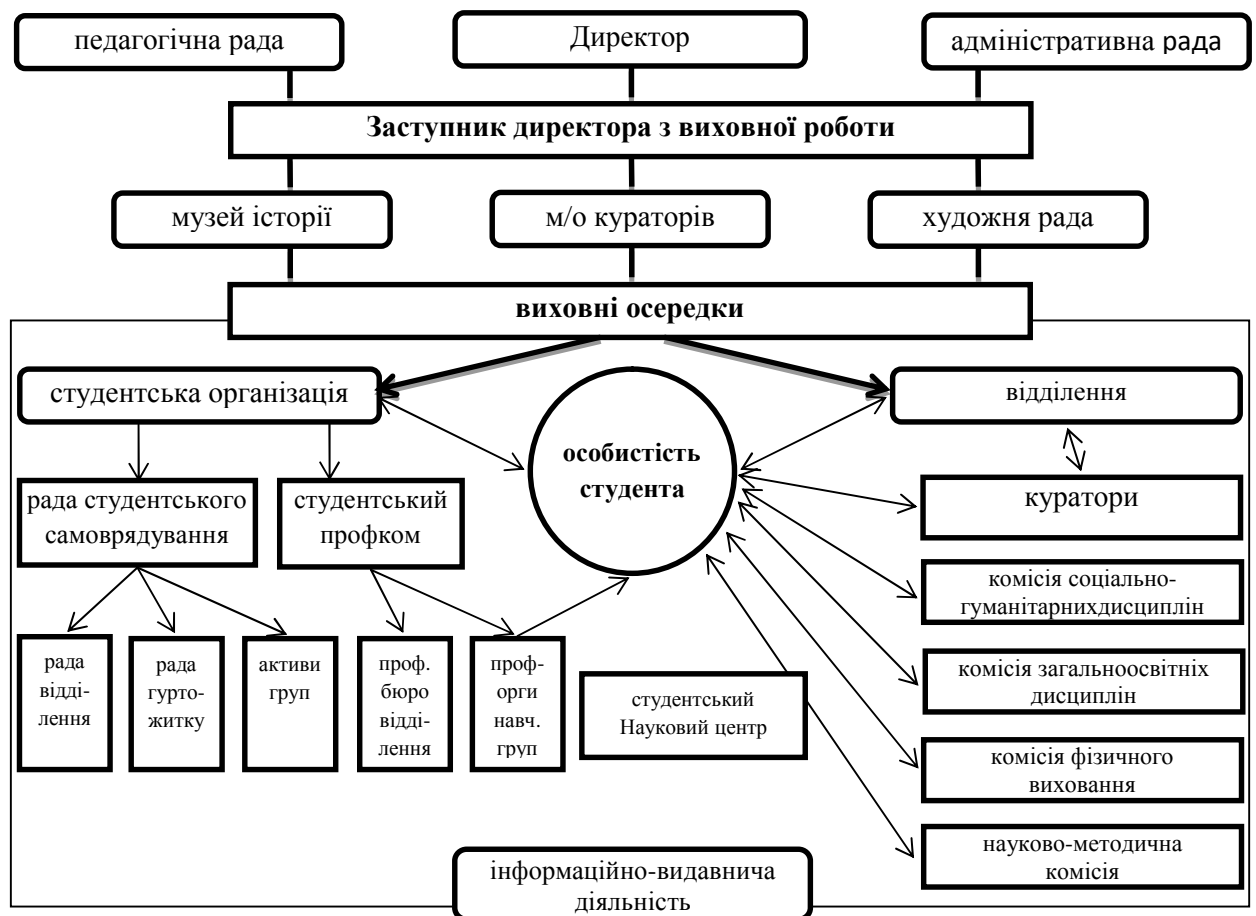 педагогічна рада
Директор
адміністративна рада
Заступник директора з виховної роботи
музей історії
м/о кураторів
художня рада
виховні осередки
студентська організація
відділення
особистість
студента
рада студентського
самоврядування
студентський
профком
куратори
комісія соціально-
гуманітарнихдисциплін
рада
відді-
лення
рада
гурто-
житку
активи
груп
проф.
бюро
відді-
лення
проф-
орги
навч.
груп
студентський
Науковий центр
комісія загальноосвітніх
дисциплін
комісія фізичного
виховання
науково-методична
комісія
інформаційно-видавнича
діяльність